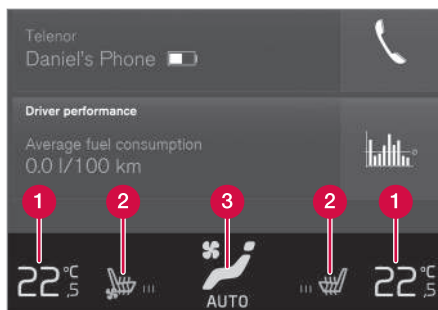 Telenor
Daniel's Phone
Driver performance
Average fuel consumption
0.0 l/100 km
1 2 3 2 1
22,5 °C 22,5 °C
AUTO